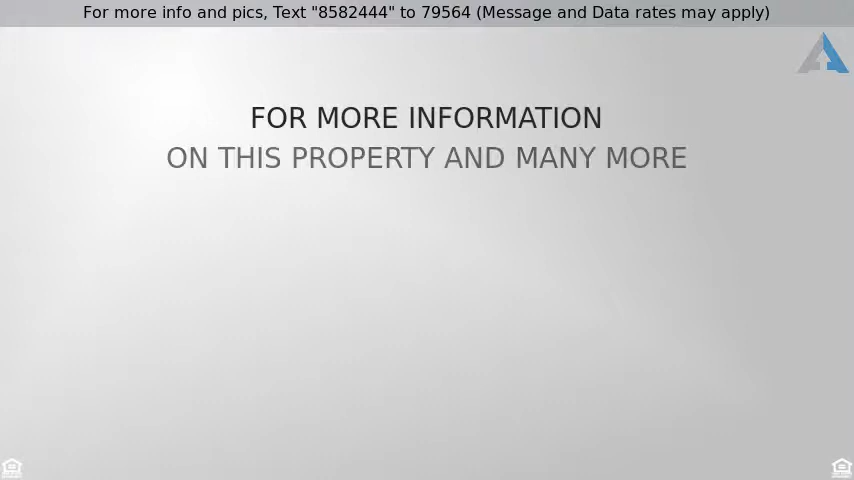 For more info and pics, Text "8582444" to 79564 (Message and Data rates may apply)
FOR MORE INFORMATION
ON THIS PROPERTY AND MANY MORE